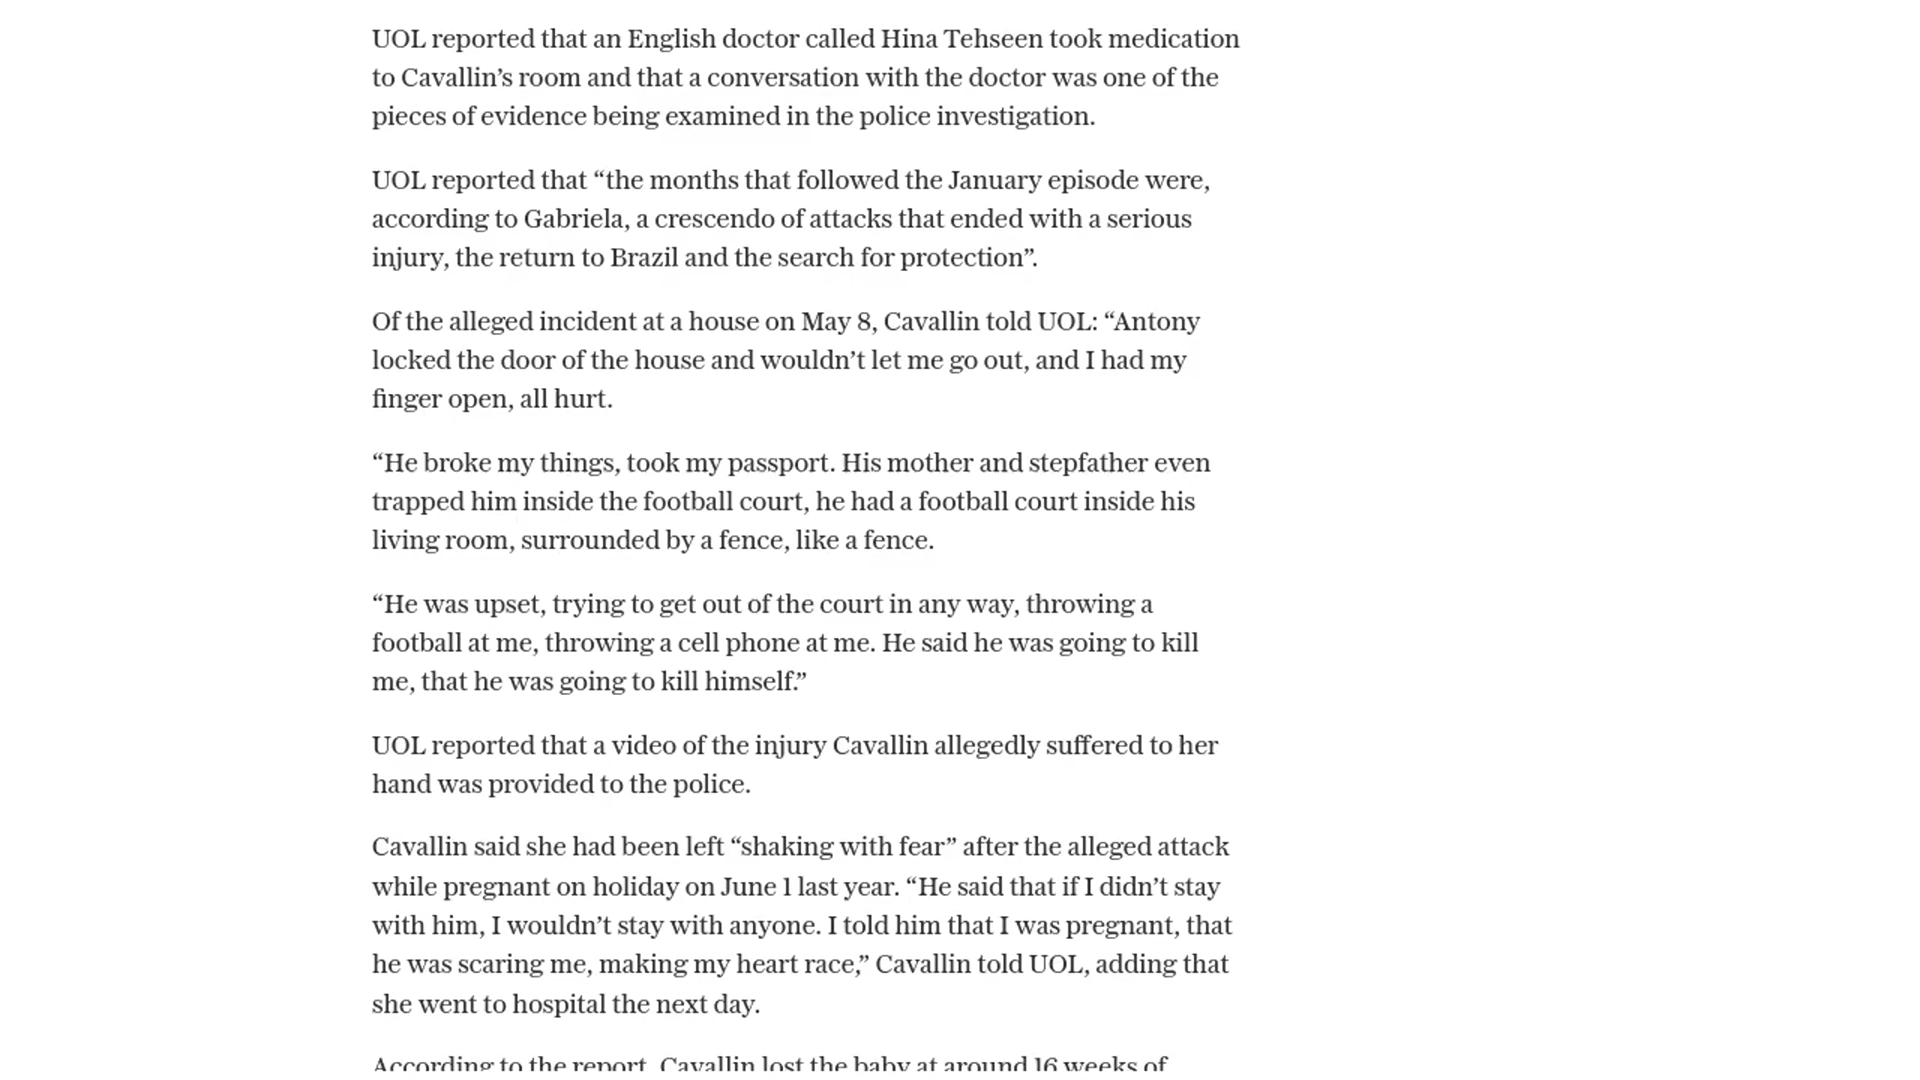 UOL reported that an English doctor called Hina Tehseen took medication
to Cavallin’s room and that a conversation with the doctor was one of the
pieces of evidence being examined in the police investigation.
UOL reported that “the months that followed the January episode were,
according to Gabriela, a crescendo of attacks that ended with a serious
injury, the return to Brazil and the search for protection”.
Of the alleged incident at a house on May 8, Cavallin told UOL: “Antony
locked the door of the house and wouldn’t let me go out, and I had my
finger open, all hurt.
“He broke my things, took my passport. His mother and stepfather even
trapped him inside the football court, he had a football court inside his
living room, surrounded by a fence, like a fence.
“He was upset, trying to get out of the court in any way, throwing a
football at me, throwing a cell phone at me. He said he was going to kill
me, that he was going to kill himself.”
UOL reported that a video of the injury Cavallin allegedly suffered to her
hand was provided to the police.
Cavallin said she had been left “shaking with fear” after the alleged attack
while pregnant on holiday on June 1 last year. “He said that if I didn’t stay
with him, I wouldn’t stay with anyone. I told him that I was pregnant, that
he was scaring me, making my heart race,” Cavallin told UOL, adding that
she went to hospital the next day.
According to the report, Cavallin lost the baby at around 16 weeks of